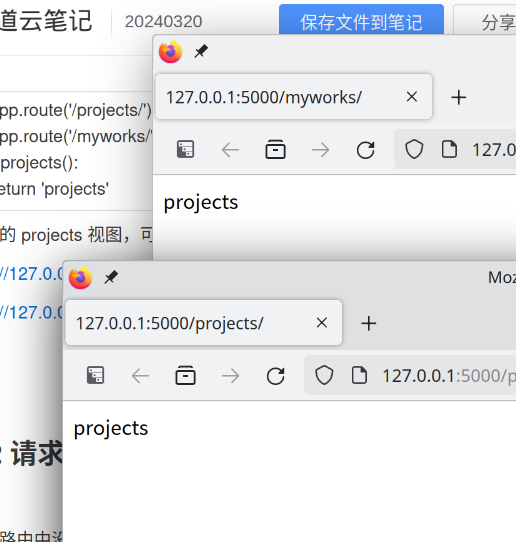 道云笔记
20240320
保存文件到笔记
分享
pp.route('/projects/')
pp.route('/myworks/'
projects():
eturn 'projects'
的 projects 视图，可
//127.0.0
//127.0.0
请求
路由中
127.0.0.1:5000/myworks/
127.0
projects
Moz
127.0.0.1:5000/projects/
127.0.0.1:5000/p
projects